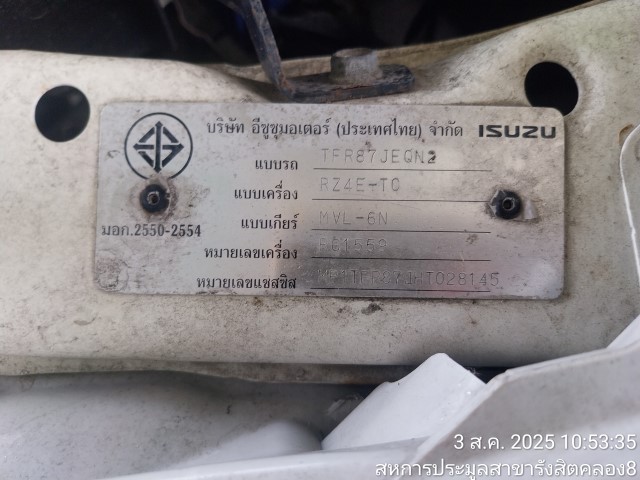 บริษัท อีซูซุมอเตอร์ (ประเทศไทย) จำกัด ISUZU
แบบรถ TFR87JEQN2
แบบเครื่อง RZ4E-TC
แบบเกียร์ MVL-6N
มอก.2550-2554
หมายเลขเครื่อง
หมายเลขแชสซิส
3 ส.ค. 2025 10:53:35
สหการประมูลสาขารังสิตคลอง8